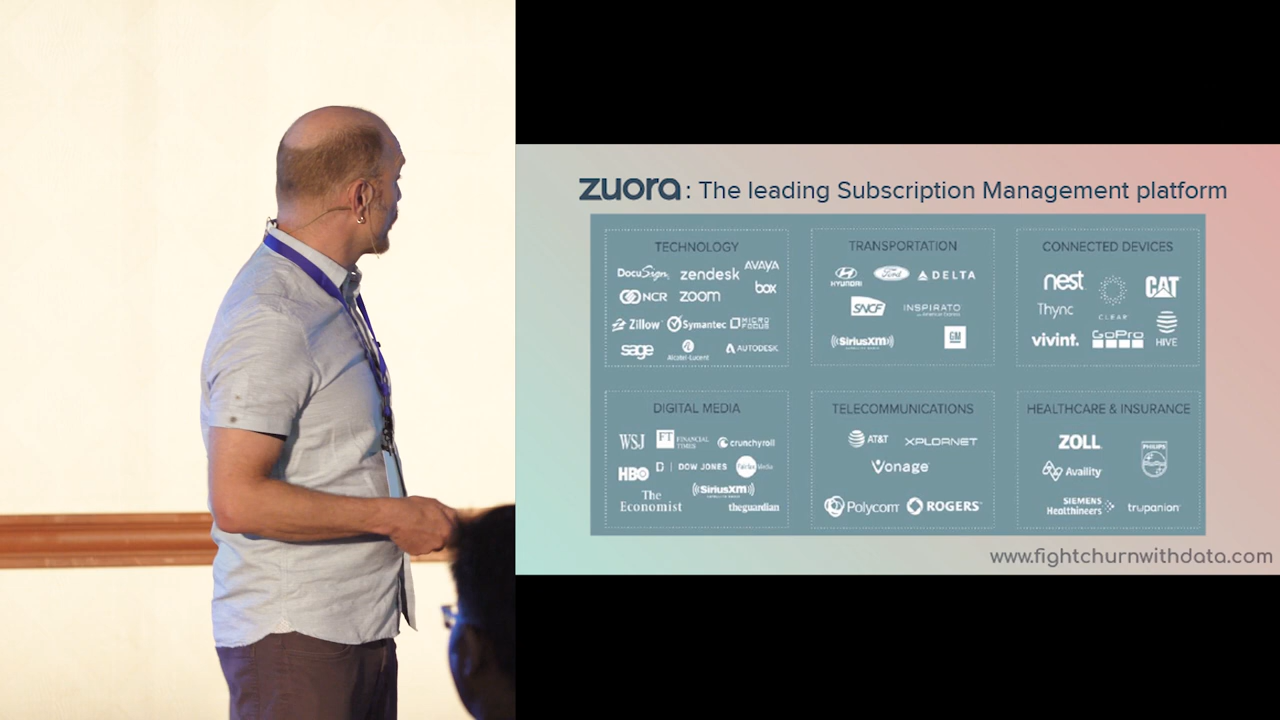 zuora: The leading Subscription Management platform
TECHNOLOGY
DocuSign. zendesk AVAYA
NCR zoom box
Zillow Symantec MICRO FOCUS
sage Alcatel-Lucent AUTODESK
TRANSPORTATION
HYUNDAI Ford DELTA
SNCF INSPIRATO
SiriusXM GM
CONNECTED DEVICES
nest CAT
Thync CLEAR
vivint. GoPro HIVE
DIGITAL MEDIA
WSJ FT FINANCIAL TIMES crunchyroll
HBO D | DOW JONES Fairfax Media
The Economist SiriusXM theguardian
TELECOMMUNICATIONS
AT&T XPLORNET
Vonage
Polycom ROGERS
HEALTHCARE & INSURANCE
ZOLL PHILIPS
Availity
SIEMENS Healthineers trupanion
www.fightchurnwithdata.com